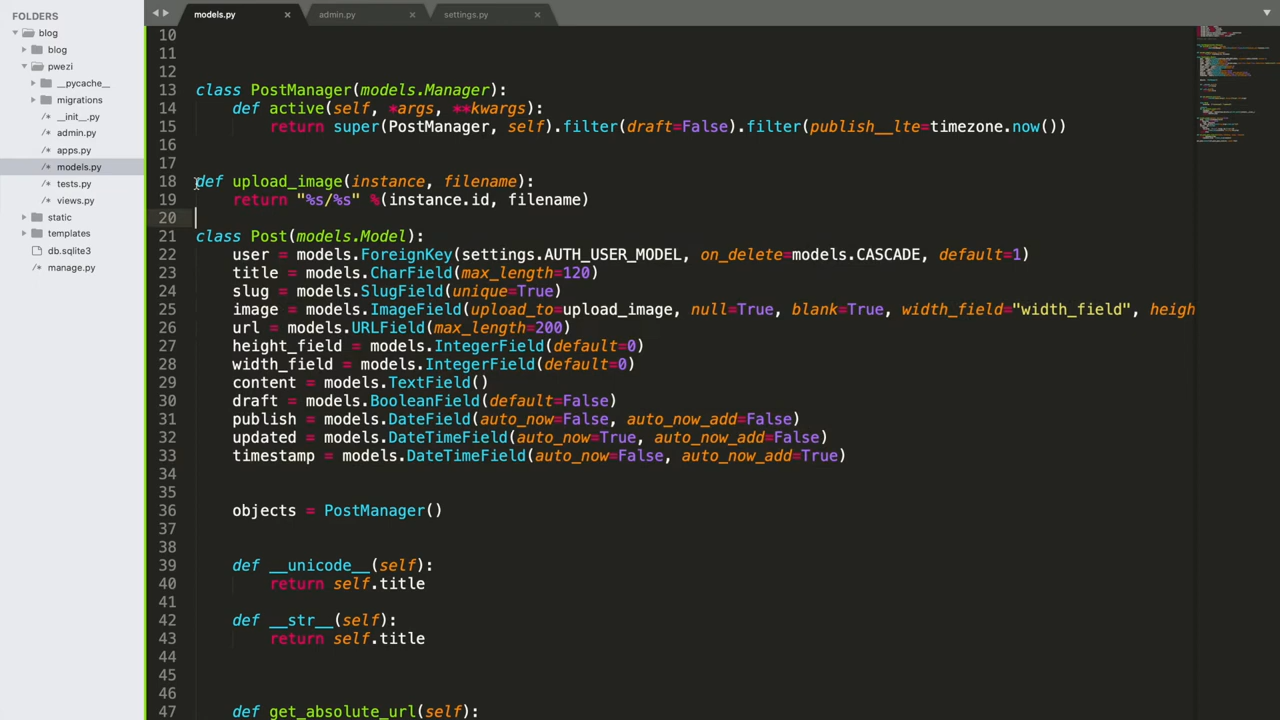 FOLDERS
blog
blog
pwezi
__pycache__
migrations
/* __init__.py
/* admin.py
/* apps.py
/* models.py
/* tests.py
/* views.py
static
templates
db.sqlite3
/* manage.py
models.py × admin.py × settings.py ×
10
11
12
13 class PostManager(models.Manager):
14 def active(self, *args, **kwargs):
15 return super(PostManager, self).filter(draft=False).filter(publish__lte=timezone.now())
16
17
18 def upload_image(instance, filename):
19 return "%s/%s" %(instance.id, filename)
20
21 class Post(models.Model):
22 user = models.ForeignKey(settings.AUTH_USER_MODEL, on_delete=models.CASCADE, default=1)
23 title = models.CharField(max_length=120)
24 slug = models.SlugField(unique=True)
25 image = models.ImageField(upload_to=upload_image, null=True, blank=True, width_field="width_field", heigh
26 url = models.URLField(max_length=200)
27 height_field = models.IntegerField(default=0)
28 width_field = models.IntegerField(default=0)
29 content = models.TextField()
30 draft = models.BooleanField(default=False)
31 publish = models.DateField(auto_now=False, auto_now_add=False)
32 updated = models.DateTimeField(auto_now=True, auto_now_add=False)
33 timestamp = models.DateTimeField(auto_now=False, auto_now_add=True)
34
35
36 objects = PostManager()
37
38
39 def __unicode__(self):
40 return self.title
41
42 def __str__(self):
43 return self.title
44
45
46
47 def get_absolute_url(self):